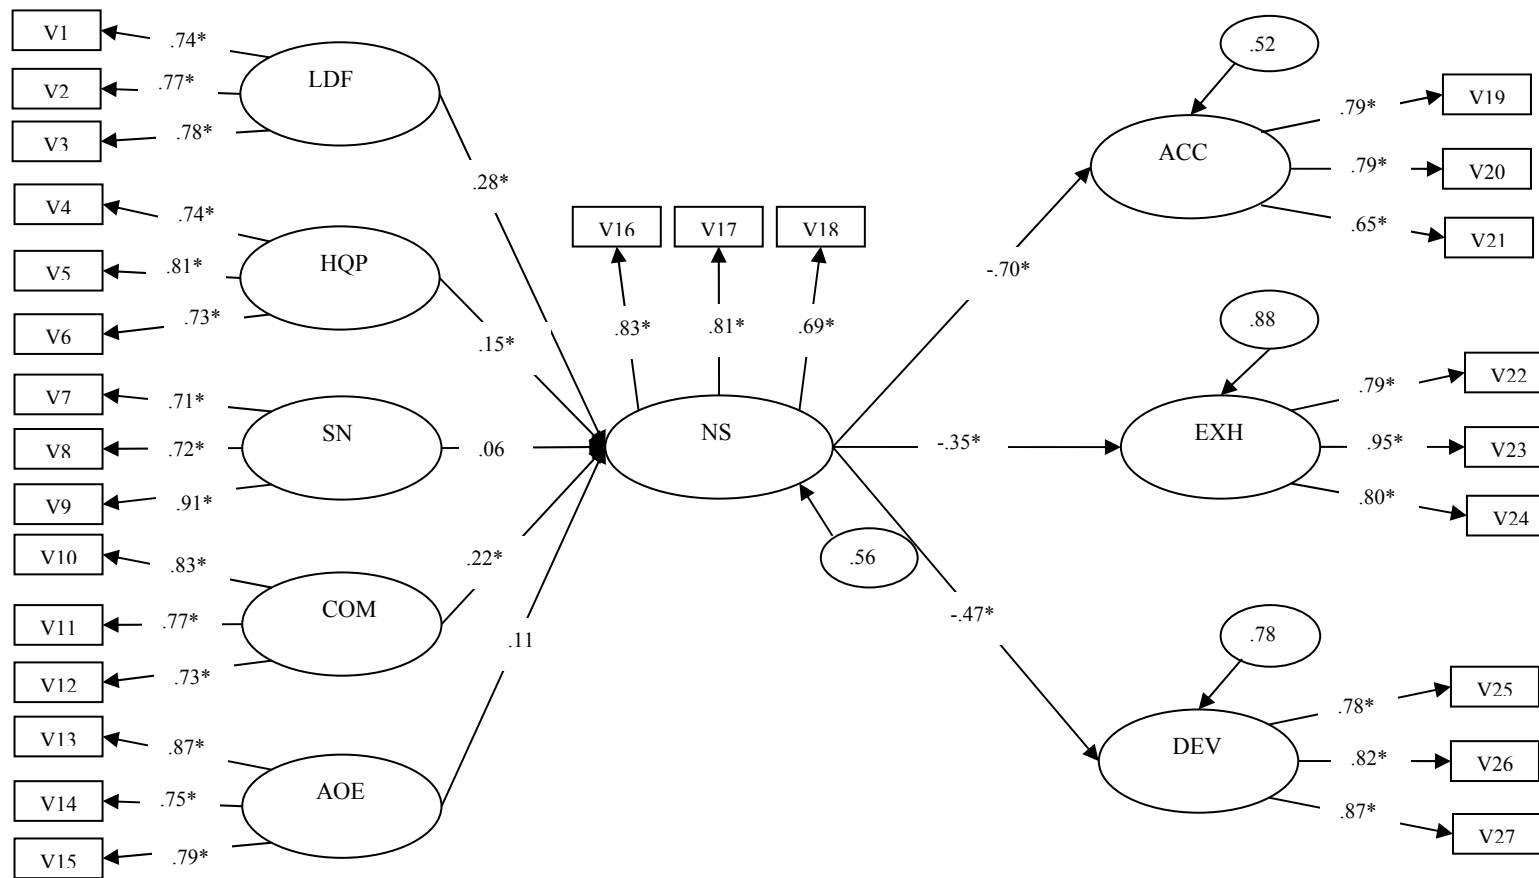 V1
.74*
V2
.77*
V3
.78*
LDF
.28*
V4
.74*
V5
.81*
V6
.73*
HQP
.15*
V7
.71*
V8
.72*
V9
.91*
SN
.06
V10
.83*
V11
.77*
V12
.73*
COM
.22*
V13
.87*
V14
.75*
V15
.79*
AOE
.11
V16
V17
V18
.83*
.81*
.69*
NS
.56
-.70*
-.35*
-.47*
.52
ACC
.79*
V19
.79*
V20
.65*
V21
.88
EXH
.79*
V22
.95*
V23
.80*
V24
.78
DEV
.78*
V25
.82*
V26
.87*
V27